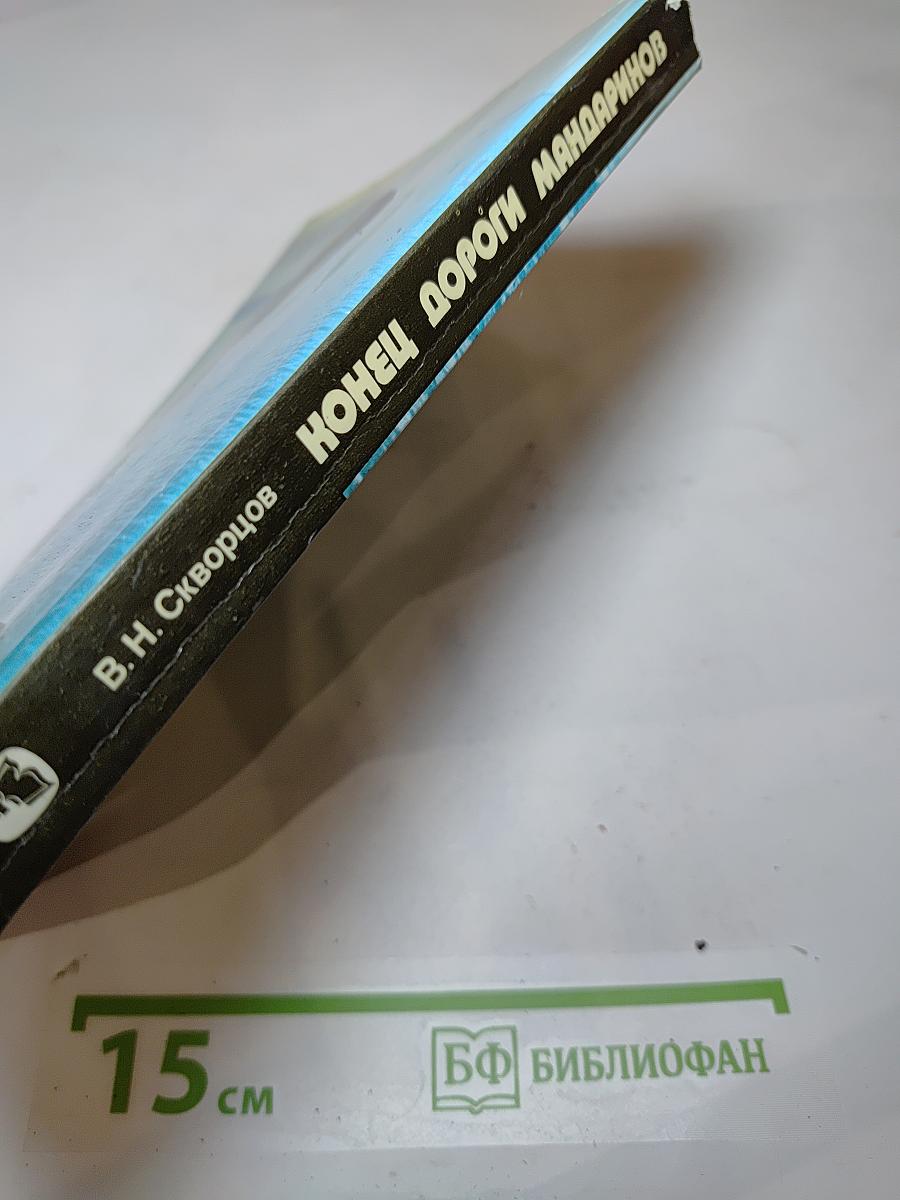 В. Н. Скворцов КОНЕЦ ДОРОГИ МАНДАРИНОВ
15 см
БФ БИБЛИОФАН